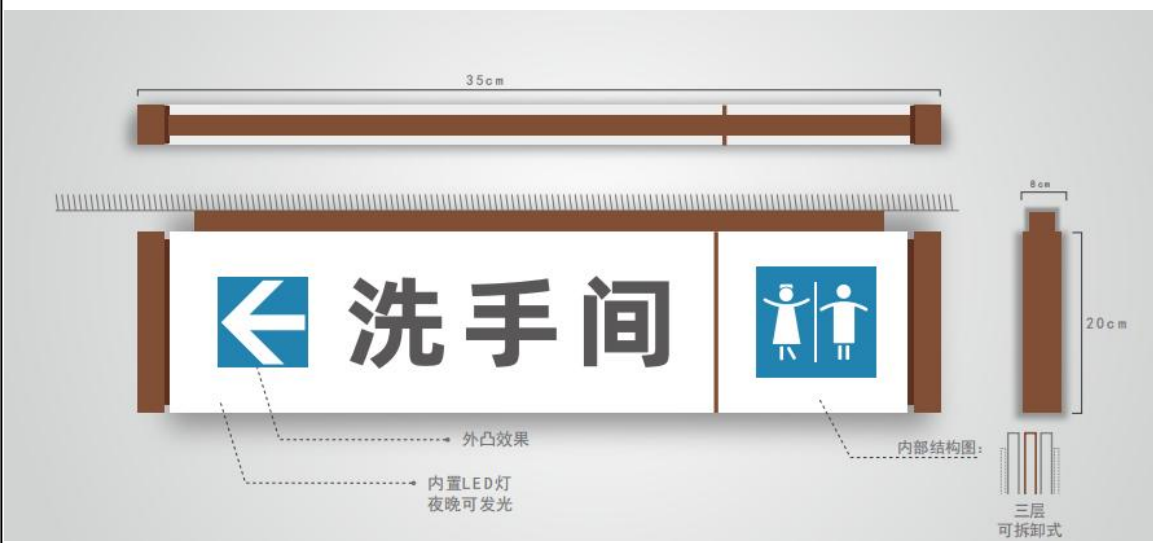 35cm
8cm
洗手间
20cm
外凸效果
内部结构图：
内置LED灯
夜晚可发光
三层
可拆卸式